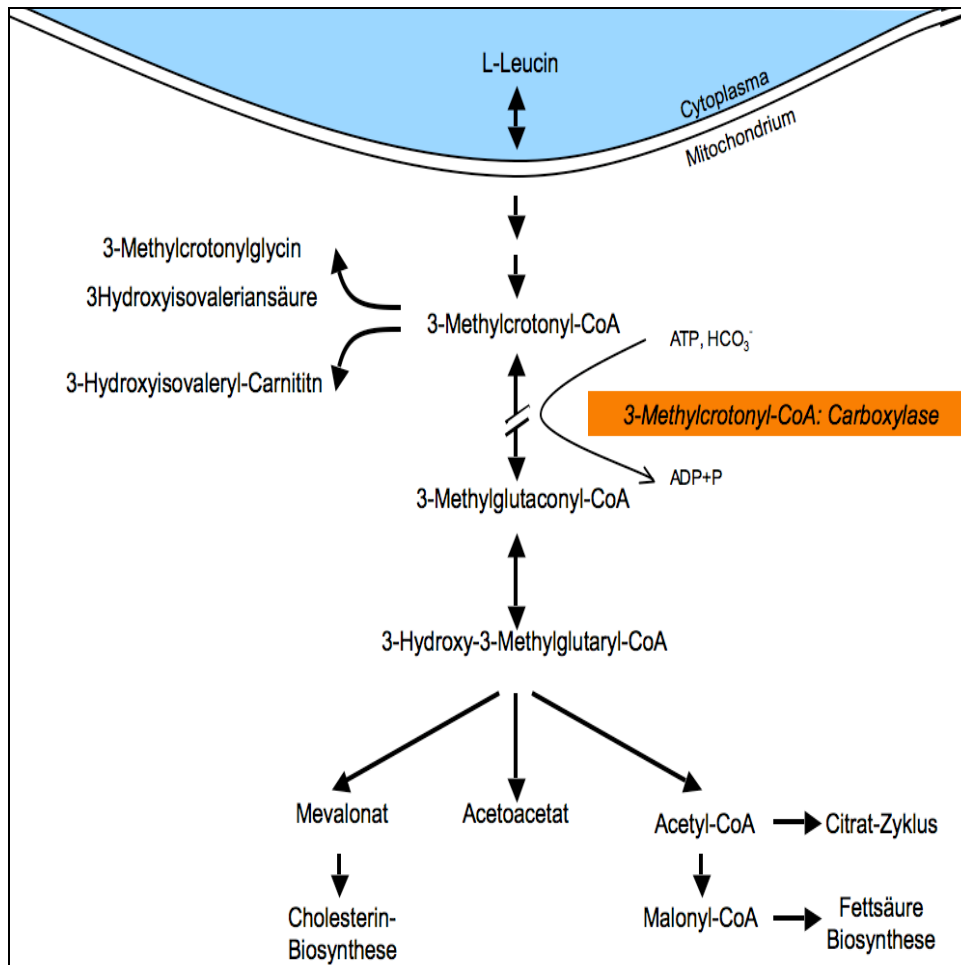 L-Leucin
Cytoplasma
Mitochondrium
3-Methylcrotonylglycin
3Hydroxyisovaleriansäure
3-Methylcrotonyl-CoA
ATP, HCO₃⁻
3-Hydroxyisovaleryl-Carnititn
3-Methylcrotonyl-CoA: Carboxylase
ADP+P
3-Methylglutaconyl-CoA
3-Hydroxy-3-Methylglutaryl-CoA
Mevalonat
Acetoacetat
Acetyl-CoA
Citrat-Zyklus
Cholesterin-
Biosynthese
Malonyl-CoA
Fettsäure
Biosynthese